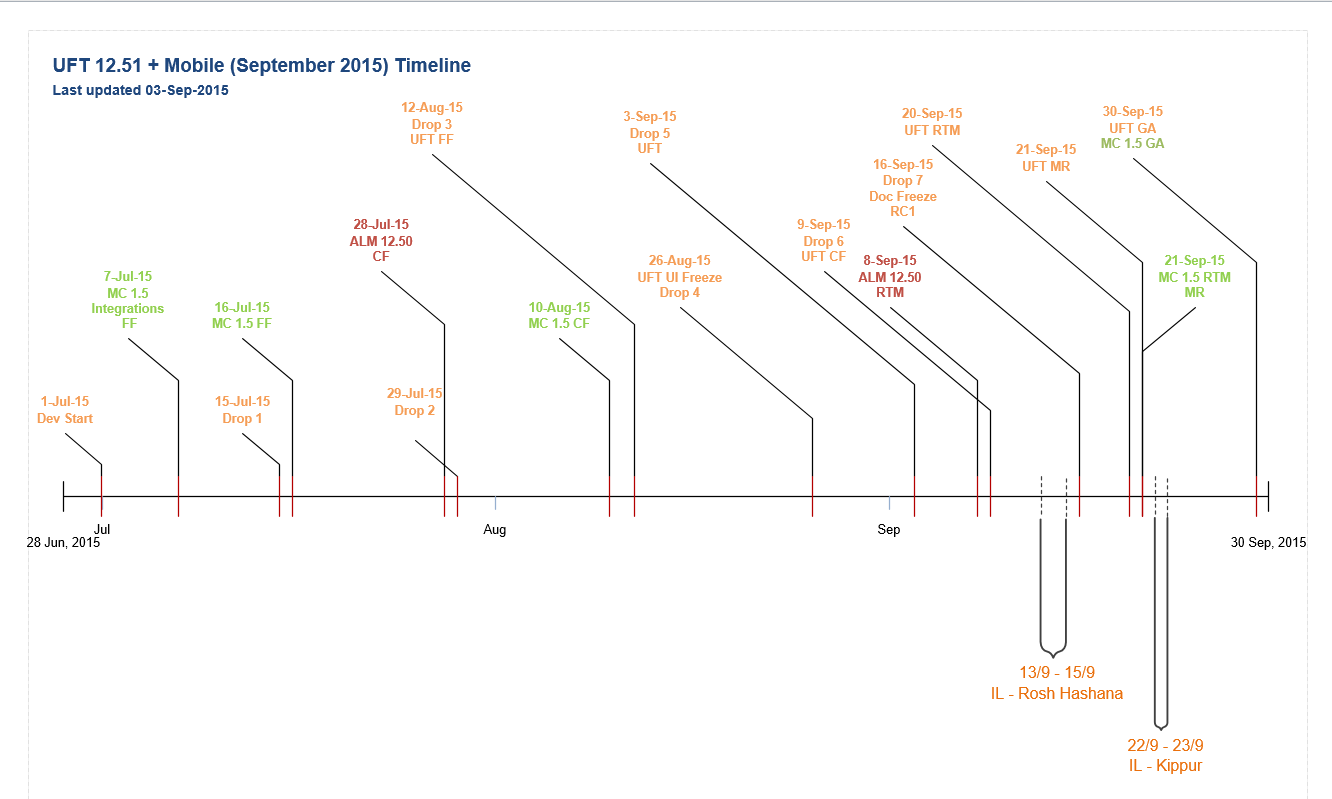 UFT 12.51 + Mobile (September 2015) Timeline
Last updated 03-Sep-2015
12-Aug-15
Drop 3
UFT FF
3-Sep-15
Drop 5
UFT
20-Sep-15
UFT RTM
30-Sep-15
UFT GA
MC 1.5 GA
21-Sep-15
UFT MR
16-Sep-15
Drop 7
Doc Freeze
RC1
28-Jul-15
ALM 12.50
CF
9-Sep-15
Drop 6
UFT CF
26-Aug-15
UFT UI Freeze
Drop 4
8-Sep-15
ALM 12.50
RTM
21-Sep-15
MC 1.5 RTM
MR
7-Jul-15
MC 1.5
Integrations
FF
16-Jul-15
MC 1.5 FF
10-Aug-15
MC 1.5 CF
1-Jul-15
Dev Start
15-Jul-15
Drop 1
29-Jul-15
Drop 2
Jul
Aug
Sep
28 Jun, 2015
30 Sep, 2015
13/9 - 15/9
IL - Rosh Hashana
22/9 - 23/9
IL - Kippur